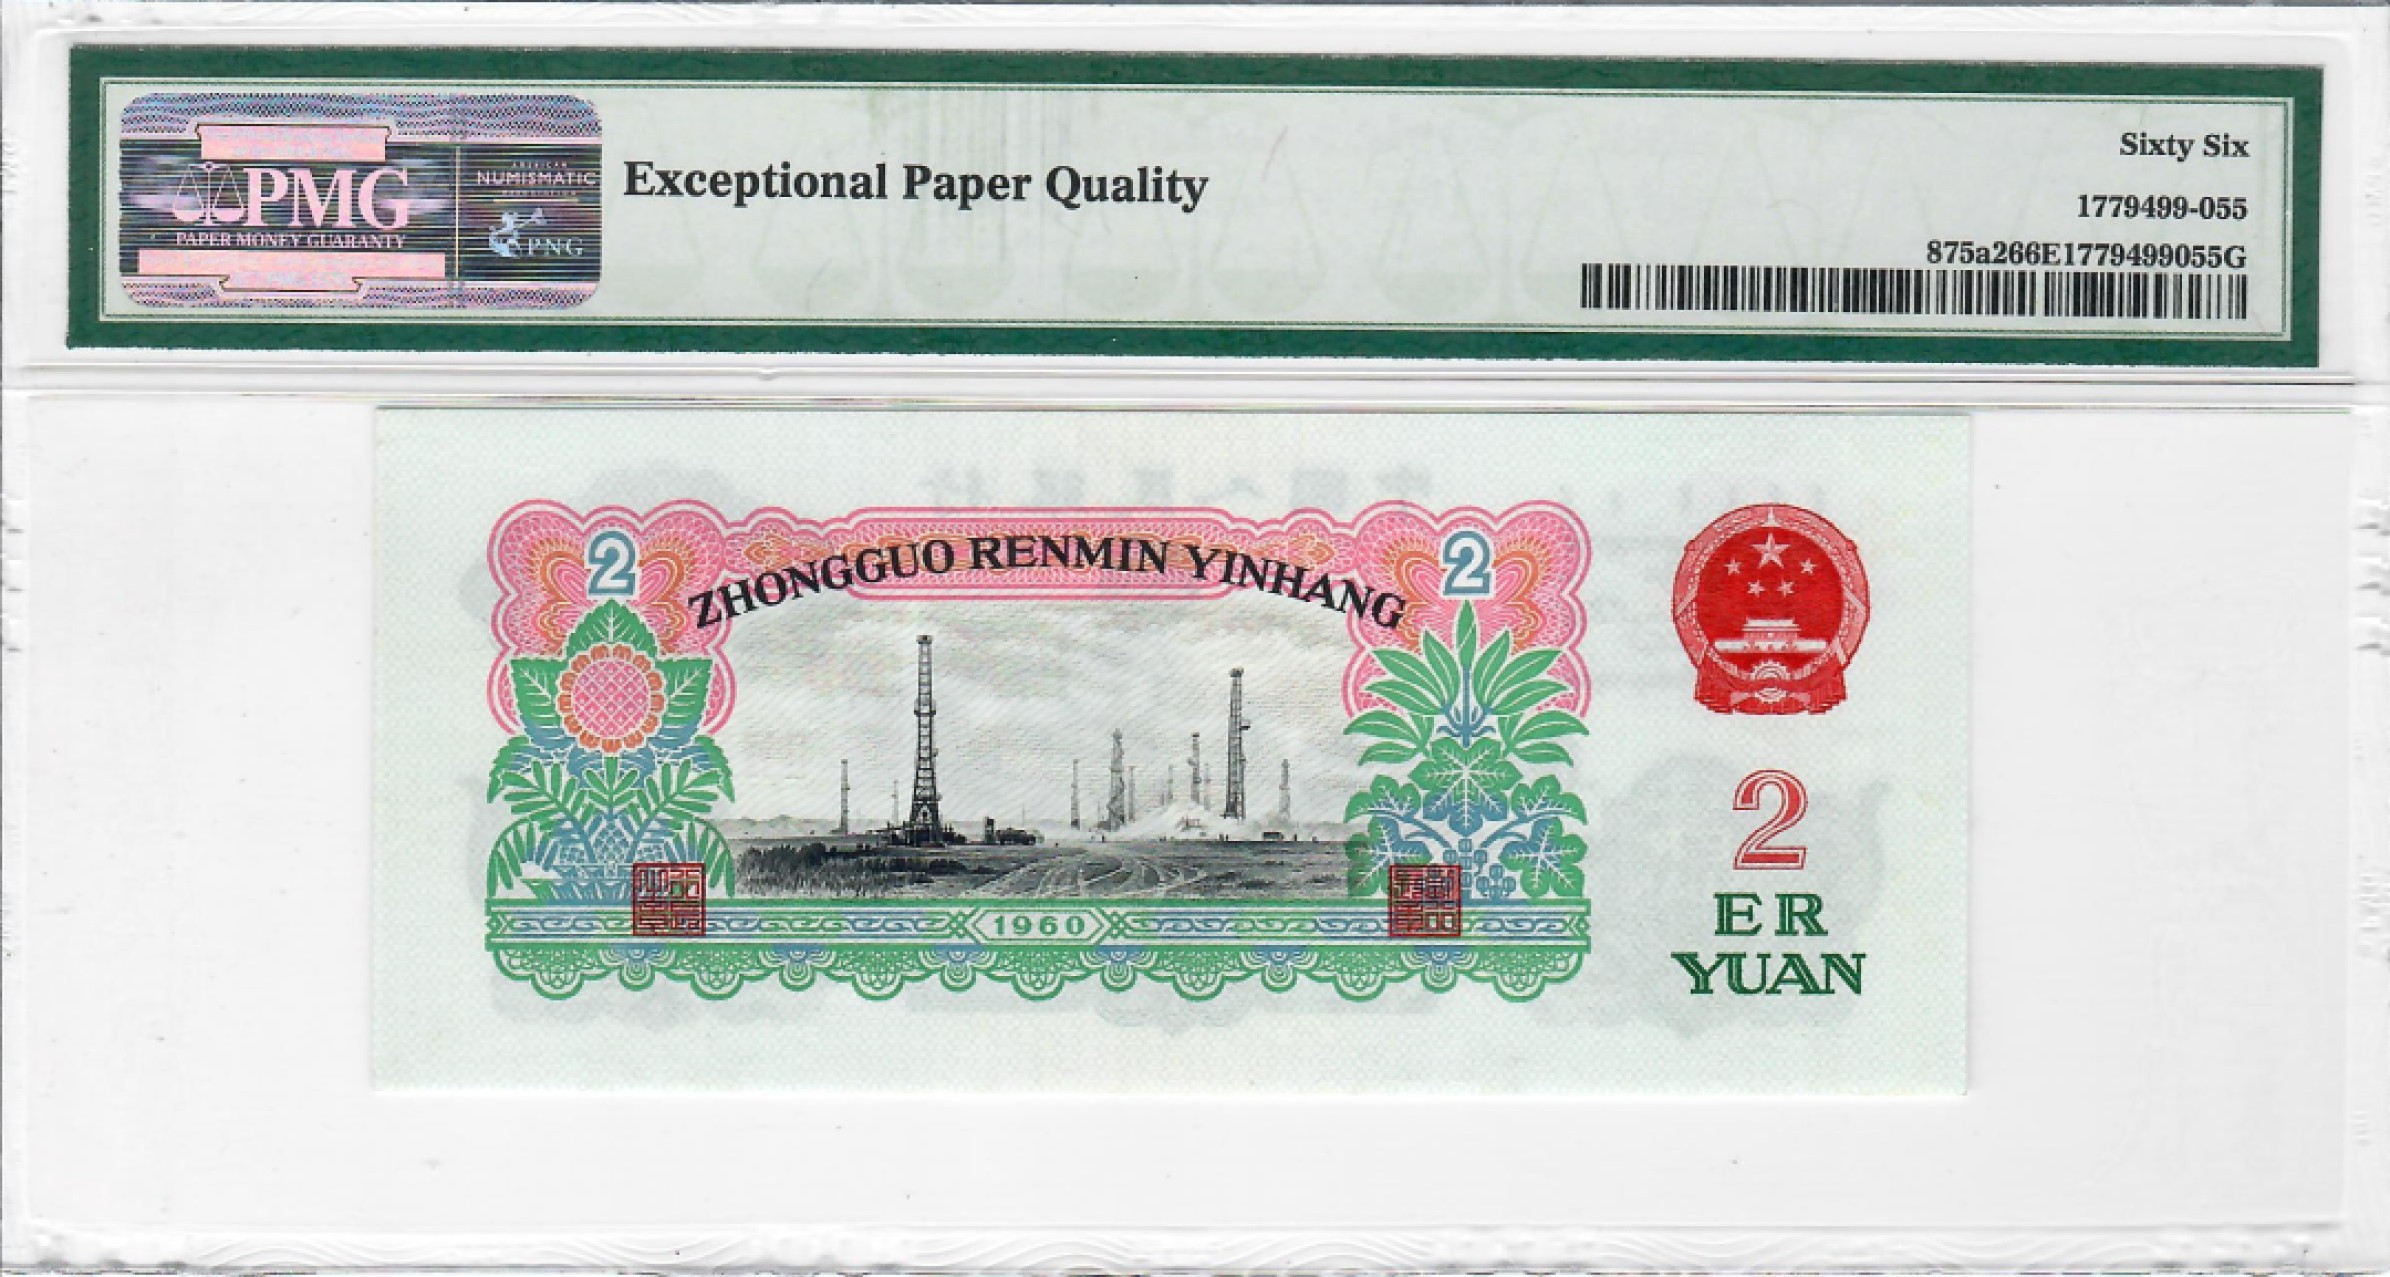 PMG
PAPER MONEY GUARANTY
AMERICAN
NUMISMATIC
PNG
Exceptional Paper Quality
Sixty Six
1779499-055
875a266E1779499055G
2
2
ZHONGGUO RENMIN YINHANG
1960
2
ER
YUAN